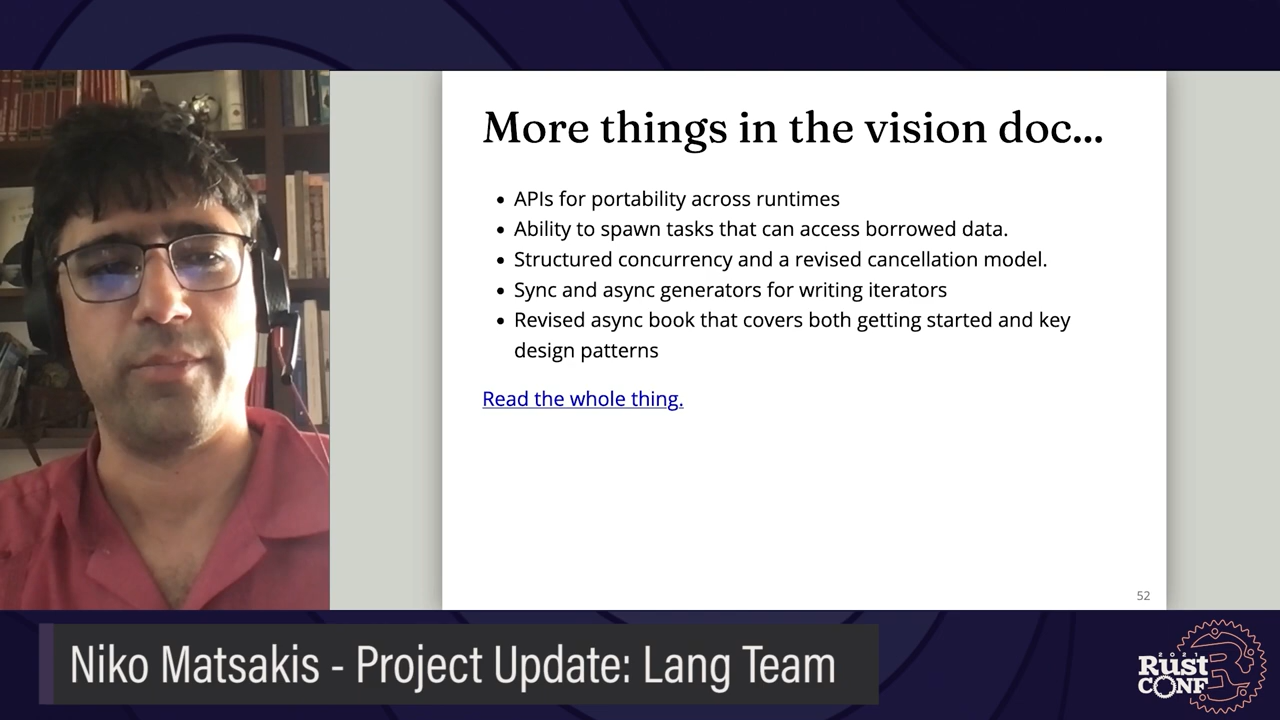 More things in the vision doc...
• APIs for portability across runtimes
• Ability to spawn tasks that can access borrowed data.
• Structured concurrency and a revised cancellation model.
• Sync and async generators for writing iterators
• Revised async book that covers both getting started and key
design patterns
Read the whole thing.
52
Niko Matsakis - Project Update: Lang Team
2021
Rust
CONF